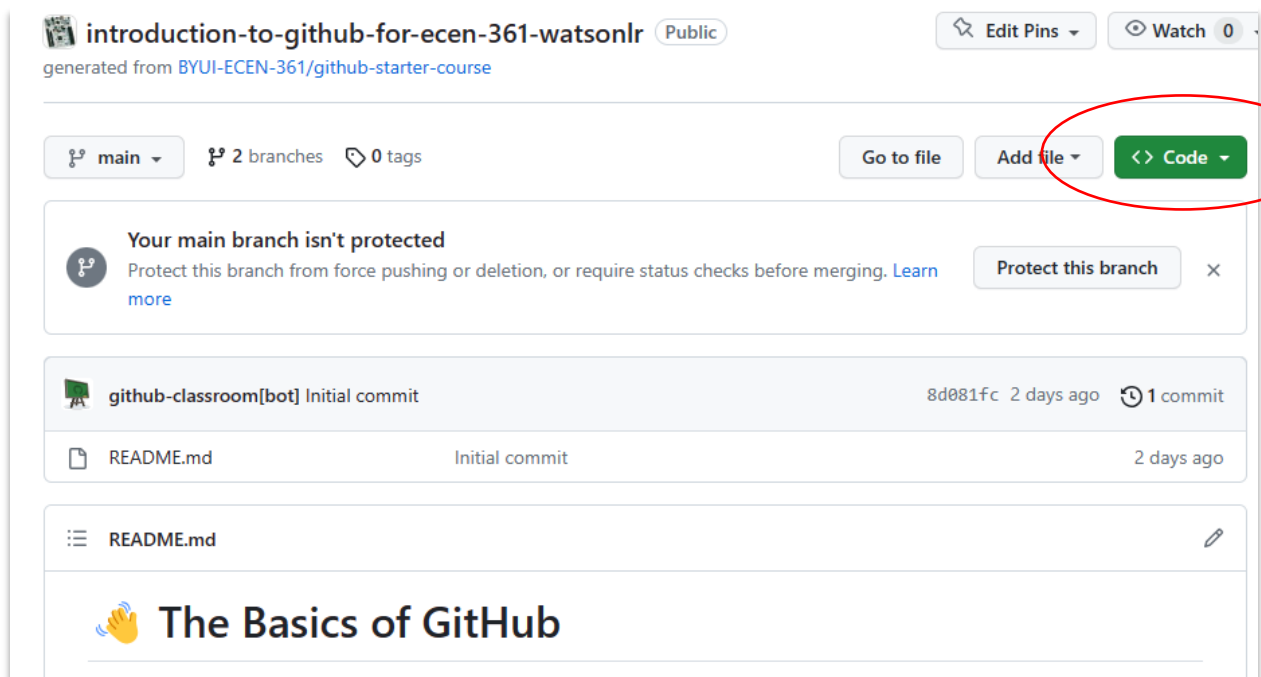 introduction-to-github-for-ecen-361-watsonlr Public Edit Pins Watch 0
generated from BYUI-ECEN-361/github-starter-course
main 2 branches 0 tags Go to file Add file <> Code
Your main branch isn't protected
Protect this branch from force pushing or deletion, or require status checks before merging. Learn
more
Protect this branch
github-classroom[bot] Initial commit 8d081fc 2 days ago 1 commit
README.md Initial commit 2 days ago
README.md
👋 The Basics of GitHub